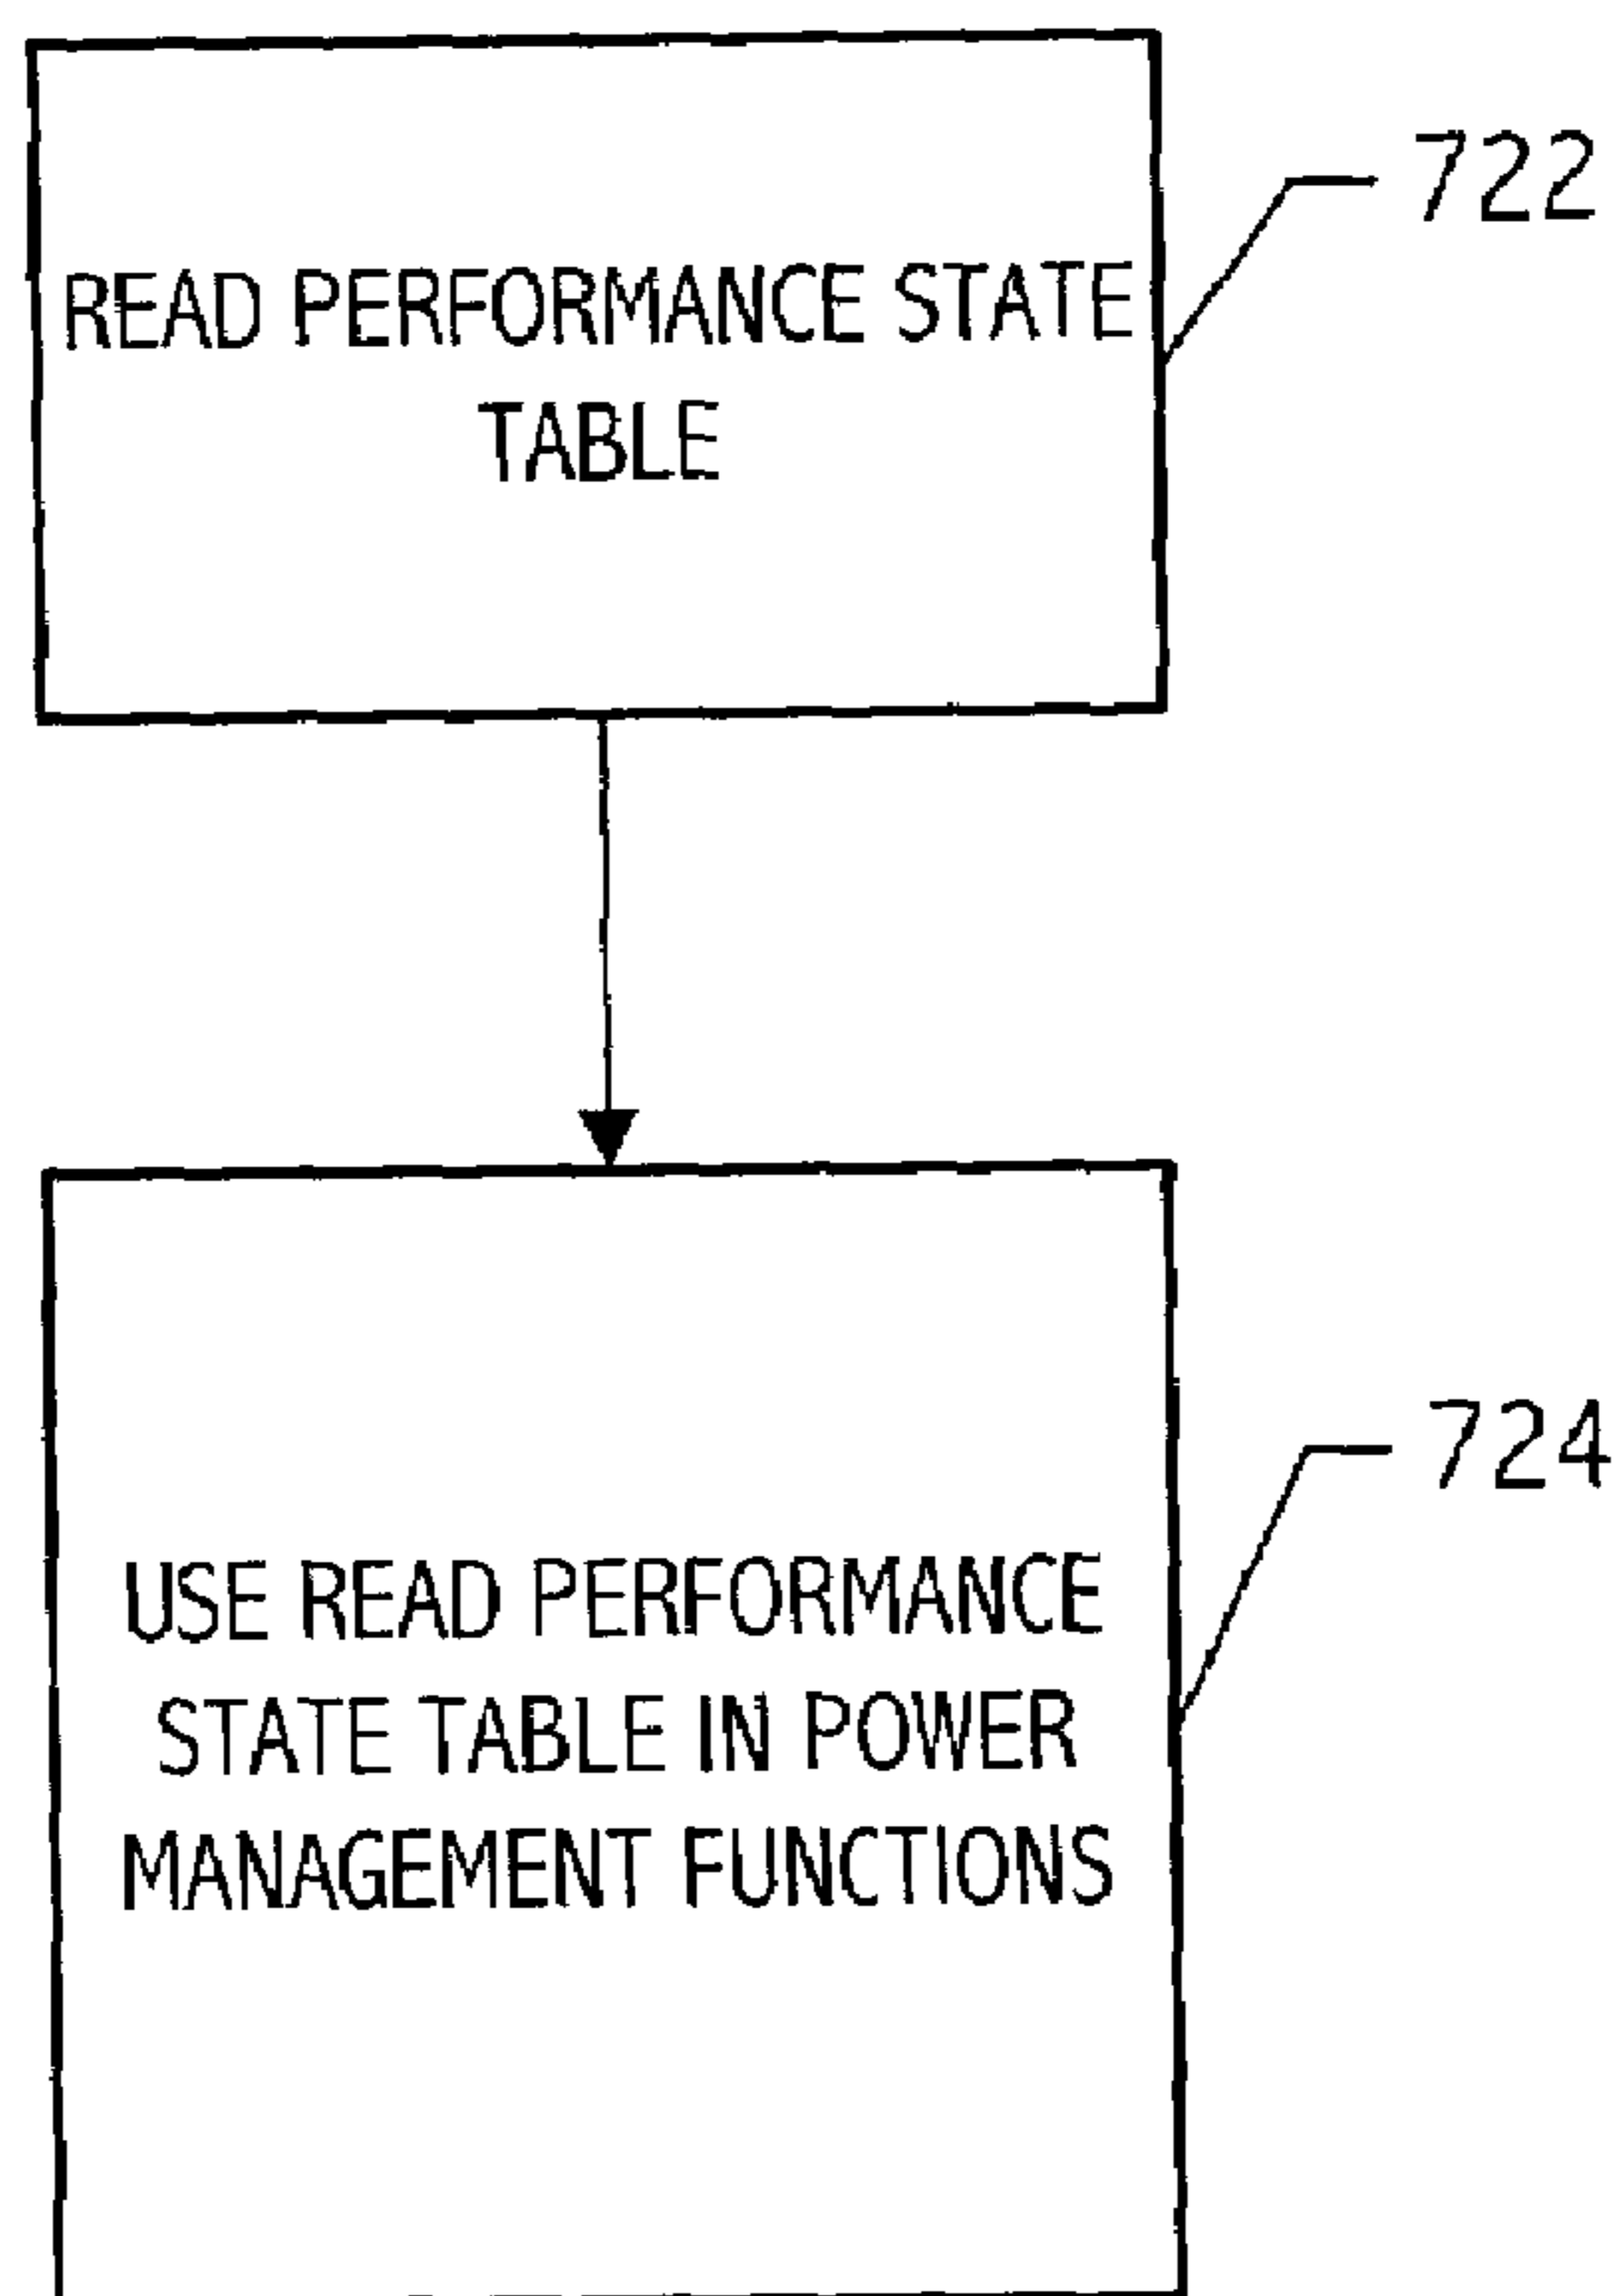 722
READ PERFORMANCE STATE
TABLE
724
USE READ PERFORMANCE
STATE TABLE IN POWER
MANAGEMENT FUNCTIONS